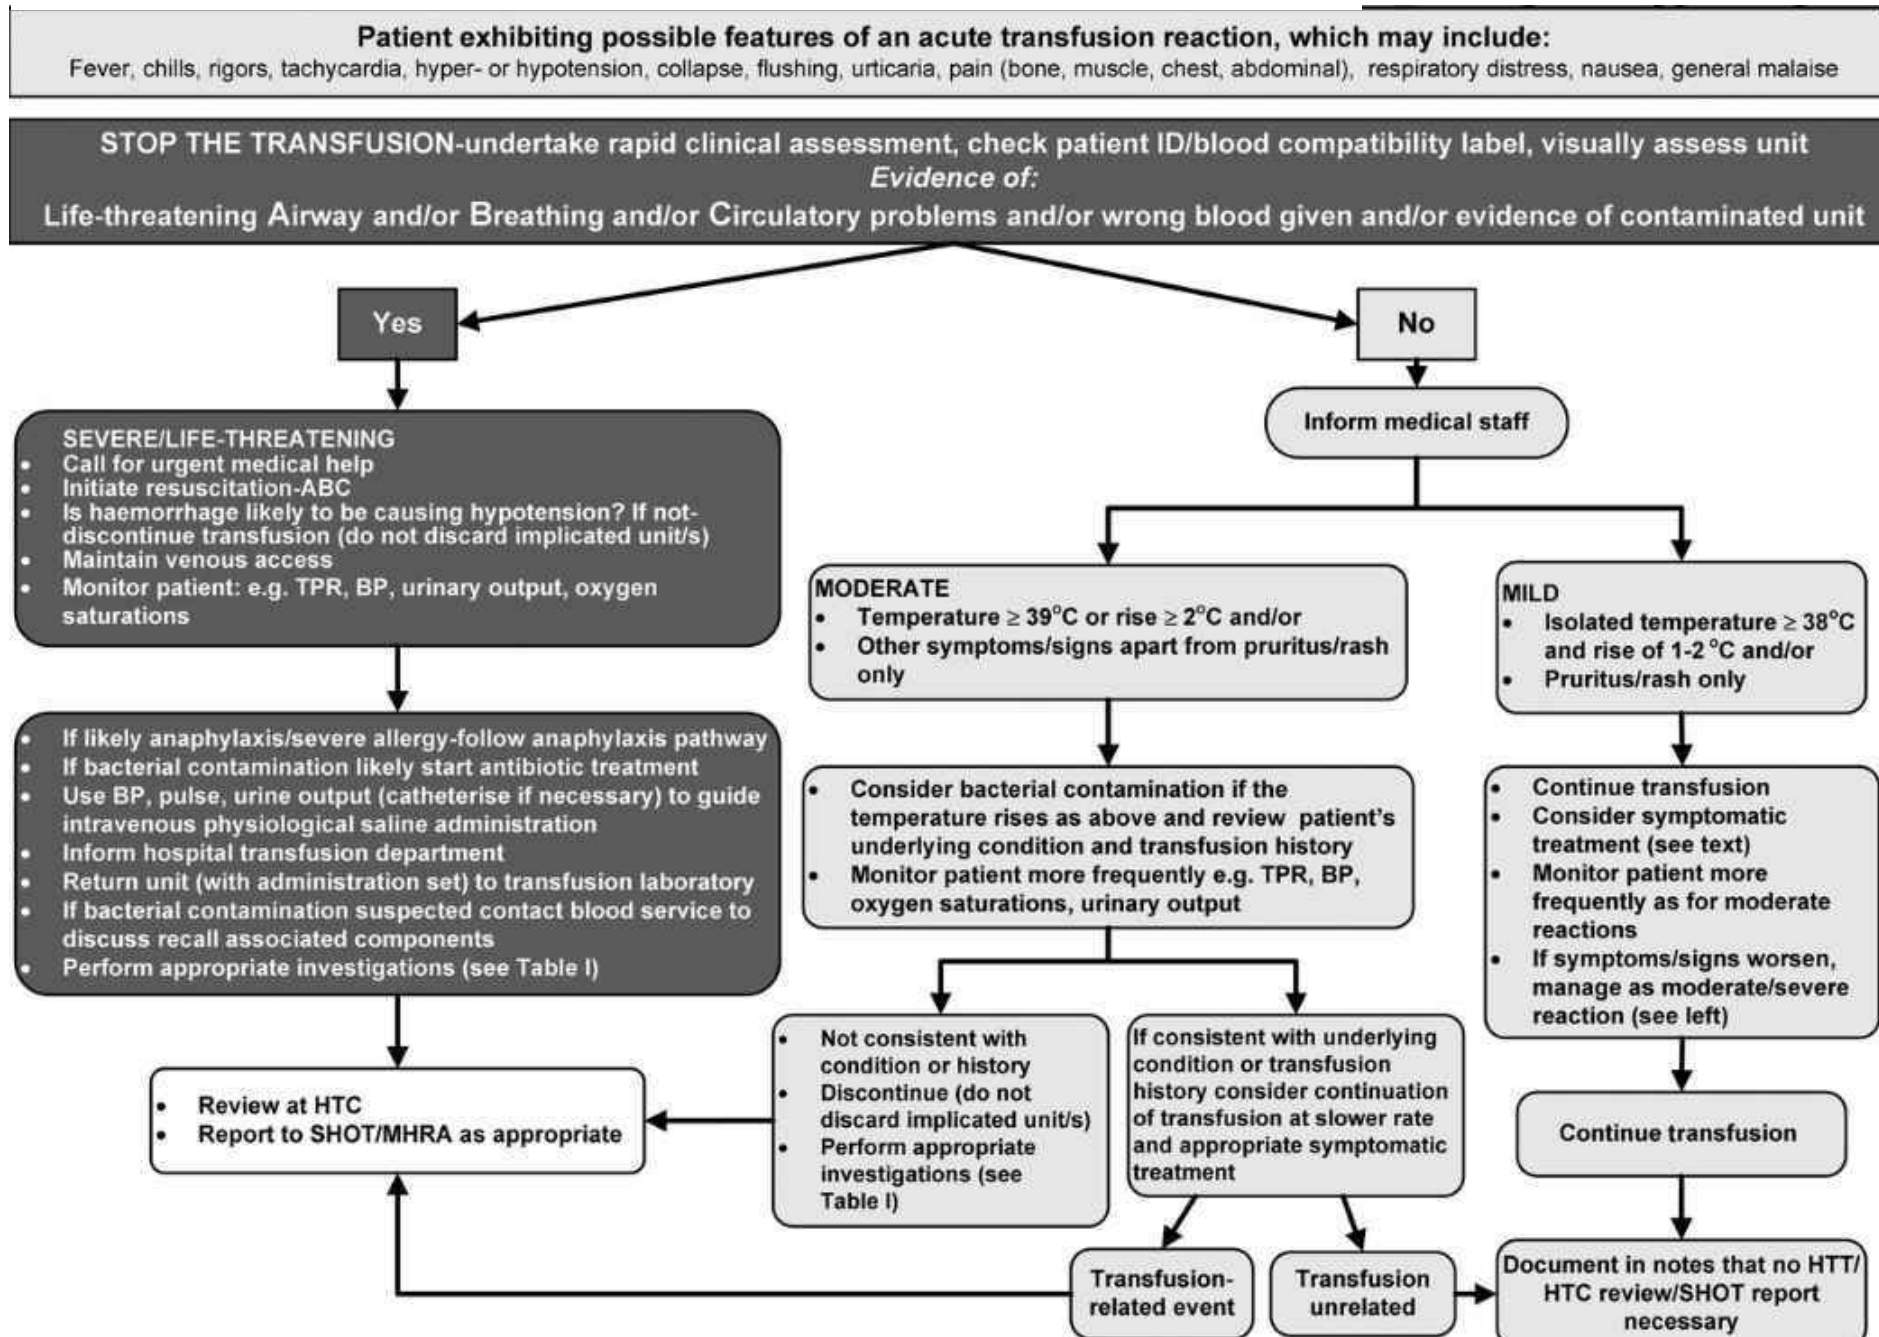 Patient exhibiting possible features of an acute transfusion reaction, which may include:
Fever, chills, rigors, tachycardia, hyper- or hypotension, collapse, flushing, urticaria, pain (bone, muscle, chest, abdominal), respiratory distress, nausea, general malaise
STOP THE TRANSFUSION-undertake rapid clinical assessment, check patient ID/blood compatibility label, visually assess unit
Evidence of:
Life-threatening Airway and/or Breathing and/or Circulatory problems and/or wrong blood given and/or evidence of contaminated unit
Yes
No
SEVERE/LIFE-THREATENING
• Call for urgent medical help
• Initiate resuscitation-ABC
• Is haemorrhage likely to be causing hypotension? If not-
discontinue transfusion (do not discard implicated unit/s)
• Maintain venous access
• Monitor patient: e.g. TPR, BP, urinary output, oxygen
saturations
Inform medical staff
MODERATE
• Temperature ≥ 39°C or rise ≥ 2°C and/or
• Other symptoms/signs apart from pruritus/rash
only
MILD
• Isolated temperature ≥ 38°C
and rise of 1-2 °C and/or
• Pruritus/rash only
• If likely anaphylaxis/severe allergy-follow anaphylaxis pathway
• If bacterial contamination likely start antibiotic treatment
• Use BP, pulse, urine output (catheterise if necessary) to guide
intravenous physiological saline administration
• Inform hospital transfusion department
• Return unit (with administration set) to transfusion laboratory
• If bacterial contamination suspected contact blood service to
discuss recall associated components
• Perform appropriate investigations (see Table I)
• Consider bacterial contamination if the
temperature rises as above and review patient's
underlying condition and transfusion history
• Monitor patient more frequently e.g. TPR, BP,
oxygen saturations, urinary output
• Continue transfusion
• Consider symptomatic
treatment (see text)
• Monitor patient more
frequently as for moderate
reactions
• If symptoms/signs worsen,
manage as moderate/severe
reaction (see left)
• Review at HTC
• Report to SHOT/MHRA as appropriate
• Not consistent with
condition or history
• Discontinue (do not
discard implicated unit/s)
• Perform appropriate
investigations (see
Table I)
If consistent with underlying
condition or transfusion
history consider continuation
of transfusion at slower rate
and appropriate symptomatic
treatment
Continue transfusion
Transfusion-
related event
Transfusion
unrelated
Document in notes that no HTT/
HTC review/SHOT report
necessary